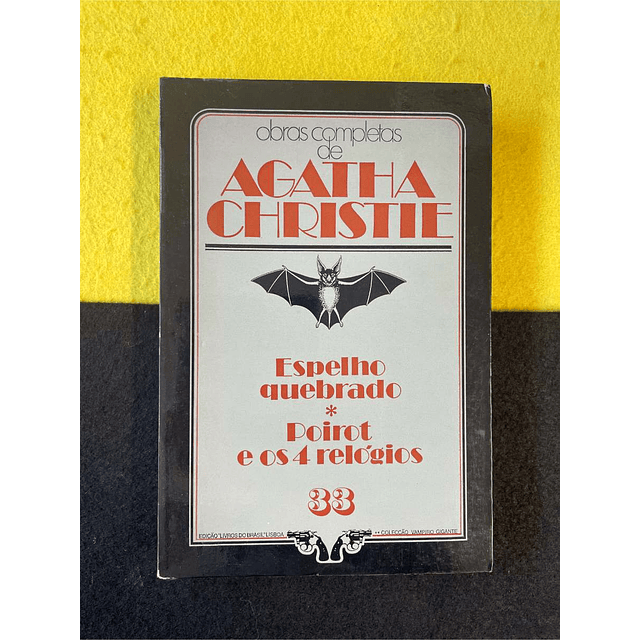 obras completas
de
AGATHA
CHRISTIE
Espelho
quebrado
*
Poirot
e os 4 relógios
33
EDIÇÃO "LIVROS DO BRASIL" LISBOA
COLECÇÃO VAMPIRO GIGANTE